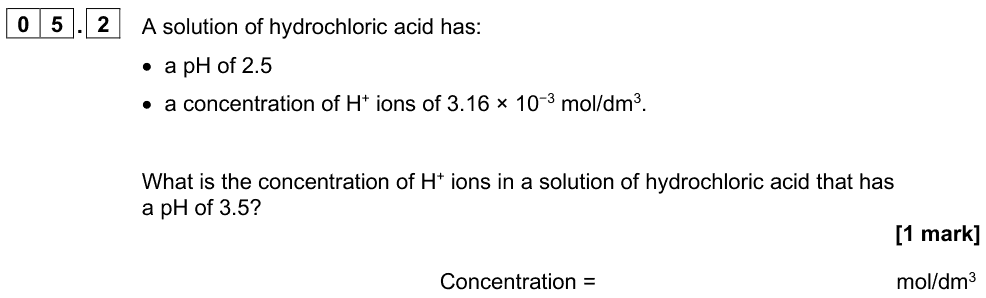 05.2 A solution of hydrochloric acid has:
• a pH of 2.5
• a concentration of H⁺ ions of 3.16 × 10⁻³ mol/dm³.
What is the concentration of H⁺ ions in a solution of hydrochloric acid that has
a pH of 3.5?
[1 mark]
Concentration = mol/dm³